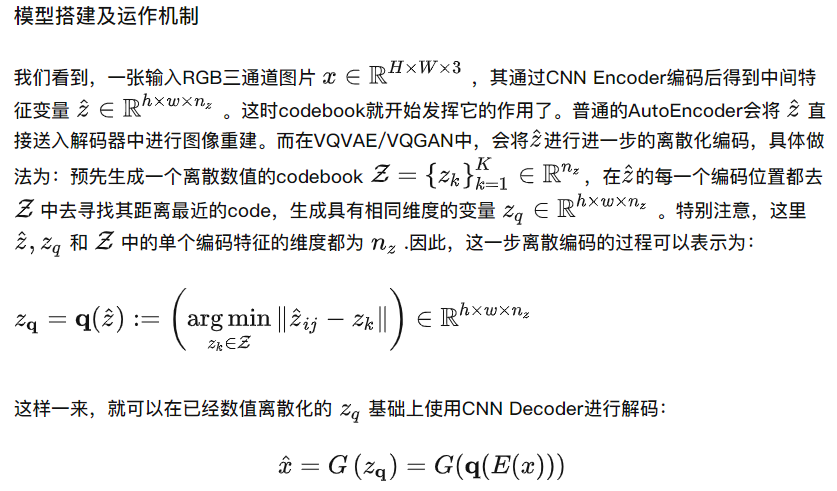 模型搭建及运作机制
我们看到，一张输入RGB三通道图片 $x \in \mathbb{R}^{H \times W \times 3}$ ，其通过CNN Encoder编码后得到中间特
征变量 $\hat{z} \in \mathbb{R}^{h \times w \times n_z}$ 。这时codebook就开始发挥它的作用了。普通的AutoEncoder会将 $\hat{z}$ 直
接送入解码器中进行图像重建。而在VQVAE/VQGAN中，会将$\hat{z}$进行进一步的离散化编码，具体做
法为：预先生成一个离散数值的codebook $\mathcal{Z} = \{z_k\}_{k=1}^{K} \in \mathbb{R}^{n_z}$，在$\hat{z}$的每一个编码位置都去
$\mathcal{Z}$ 中去寻找其距离最近的code，生成具有相同维度的变量 $z_q \in \mathbb{R}^{h \times w \times n_z}$ 。特别注意，这里
$\hat{z}, z_q$ 和 $\mathcal{Z}$ 中的单个编码特征的维度都为 $n_z$ .因此，这一步离散编码的过程可以表示为：
$z_{\mathbf{q}} = \mathbf{q}(\hat{z}) := \left( \underset{z_k \in \mathcal{Z}}{\arg\min} \| \hat{z}_{ij} - z_k \| \right) \in \mathbb{R}^{h \times w \times n_z}$
这样一来，就可以在已经数值离散化的 $z_q$ 基础上使用CNN Decoder进行解码：
$\hat{x} = G(z_{\mathbf{q}}) = G(\mathbf{q}(E(x)))$